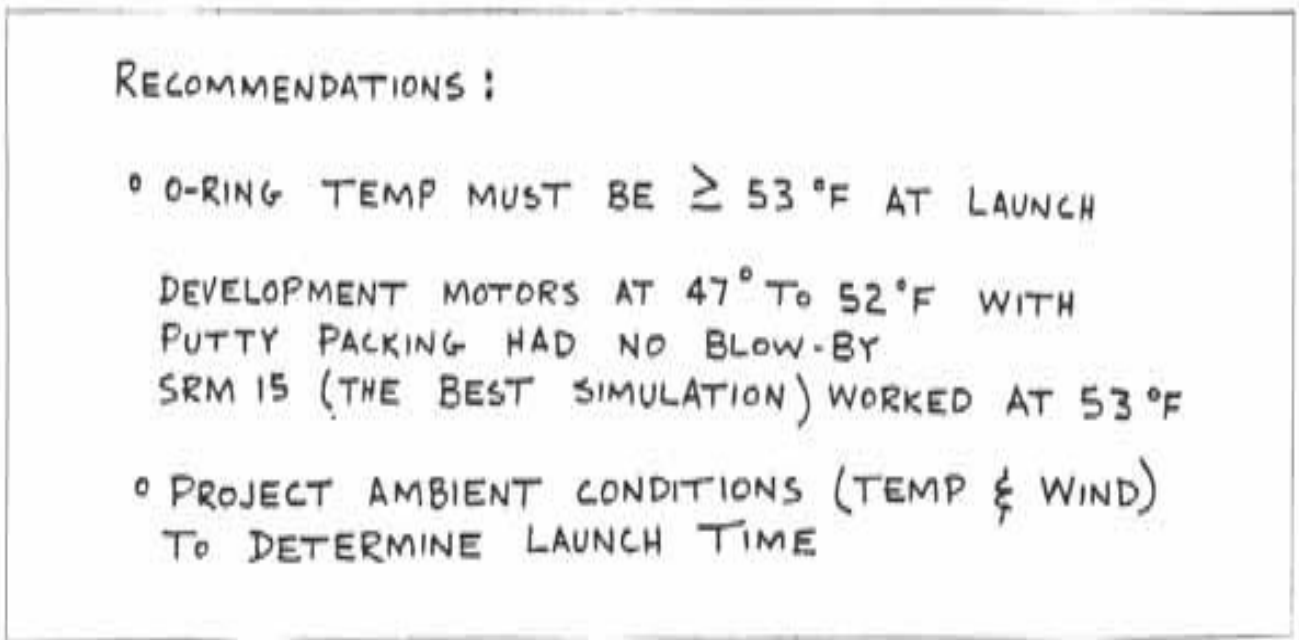 RECOMMENDATIONS :
° O-RING TEMP MUST BE ≥ 53 °F AT LAUNCH
DEVELOPMENT MOTORS AT 47° TO 52 °F WITH
PUTTY PACKING HAD NO BLOW-BY
SRM 15 (THE BEST SIMULATION) WORKED AT 53 °F
° PROJECT AMBIENT CONDITIONS (TEMP & WIND)
TO DETERMINE LAUNCH TIME